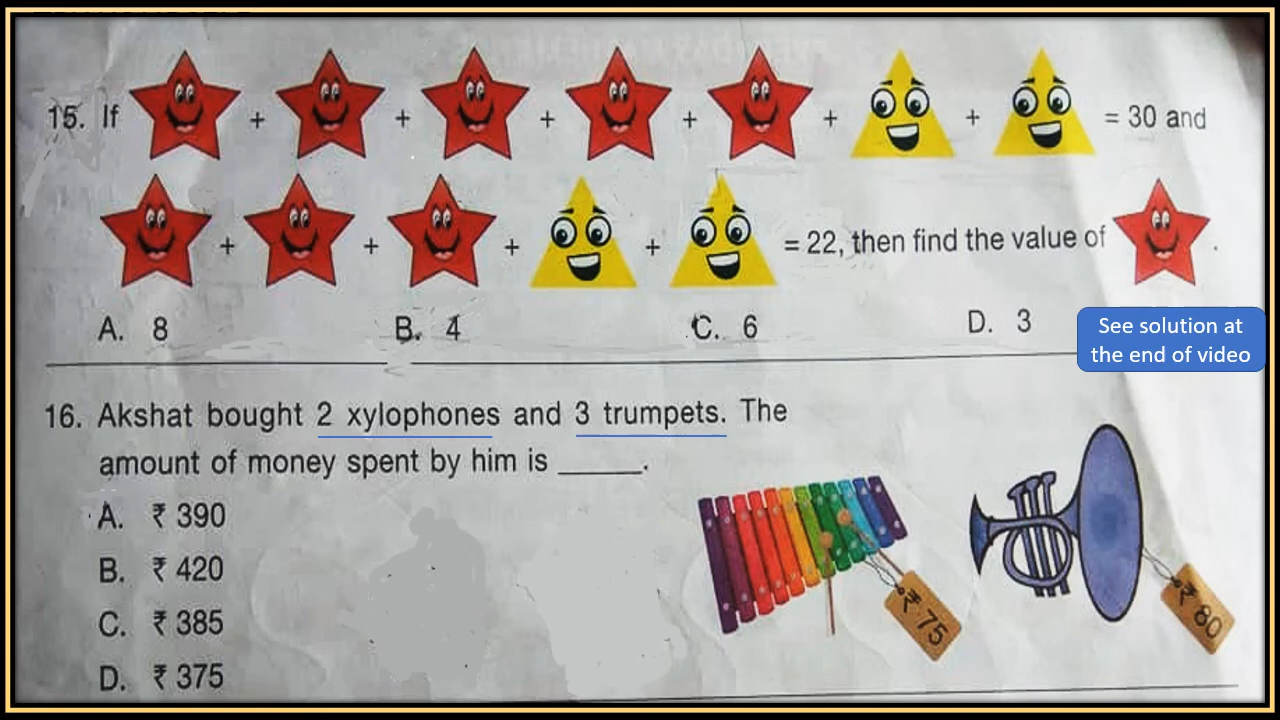 15. If + + + + + + = 30 and
+ + + + = 22, then find the value of .
A. 8 B. 4 C. 6 D. 3
See solution at
the end of video
16. Akshat bought 2 xylophones and 3 trumpets. The
amount of money spent by him is ______.
A. ₹ 390
B. ₹ 420
C. ₹ 385
D. ₹ 375
₹ 75
₹ 80